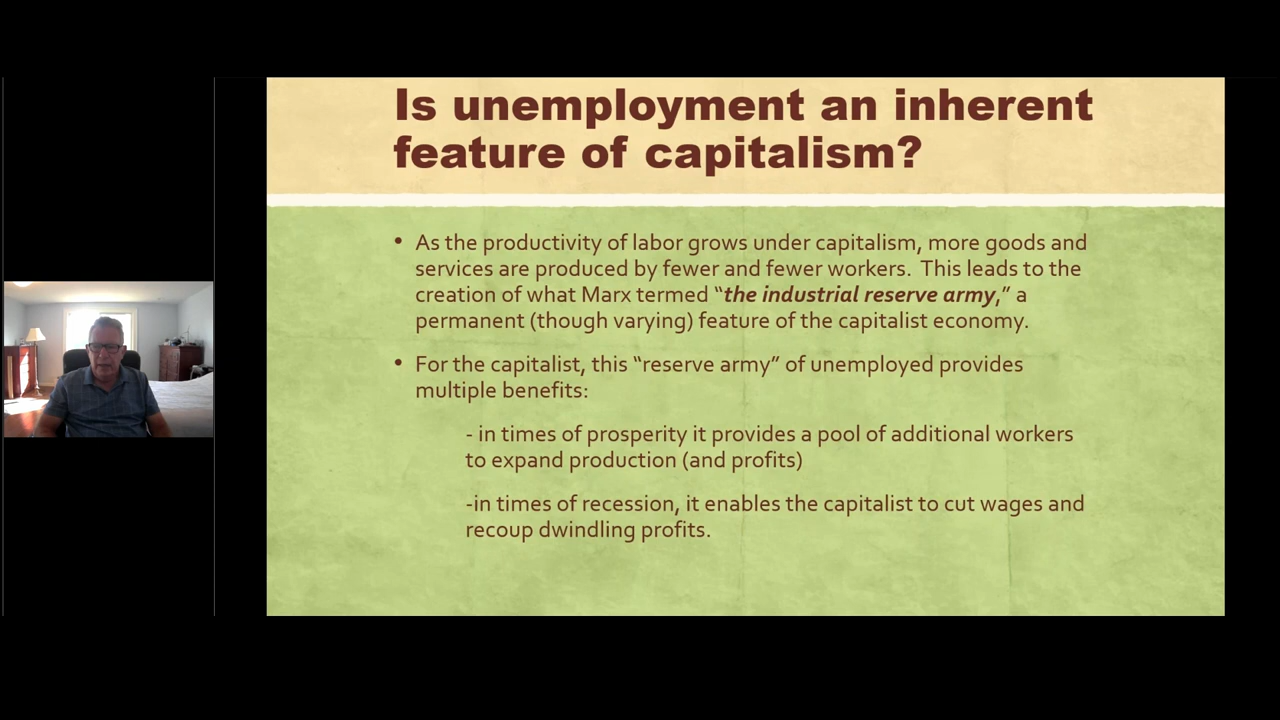 Is unemployment an inherent
feature of capitalism?
• As the productivity of labor grows under capitalism, more goods and
services are produced by fewer and fewer workers.  This leads to the
creation of what Marx termed “the industrial reserve army,” a
permanent (though varying) feature of the capitalist economy.
• For the capitalist, this “reserve army” of unemployed provides
multiple benefits:
- in times of prosperity it provides a pool of additional workers
to expand production (and profits)
-in times of recession, it enables the capitalist to cut wages and
recoup dwindling profits.